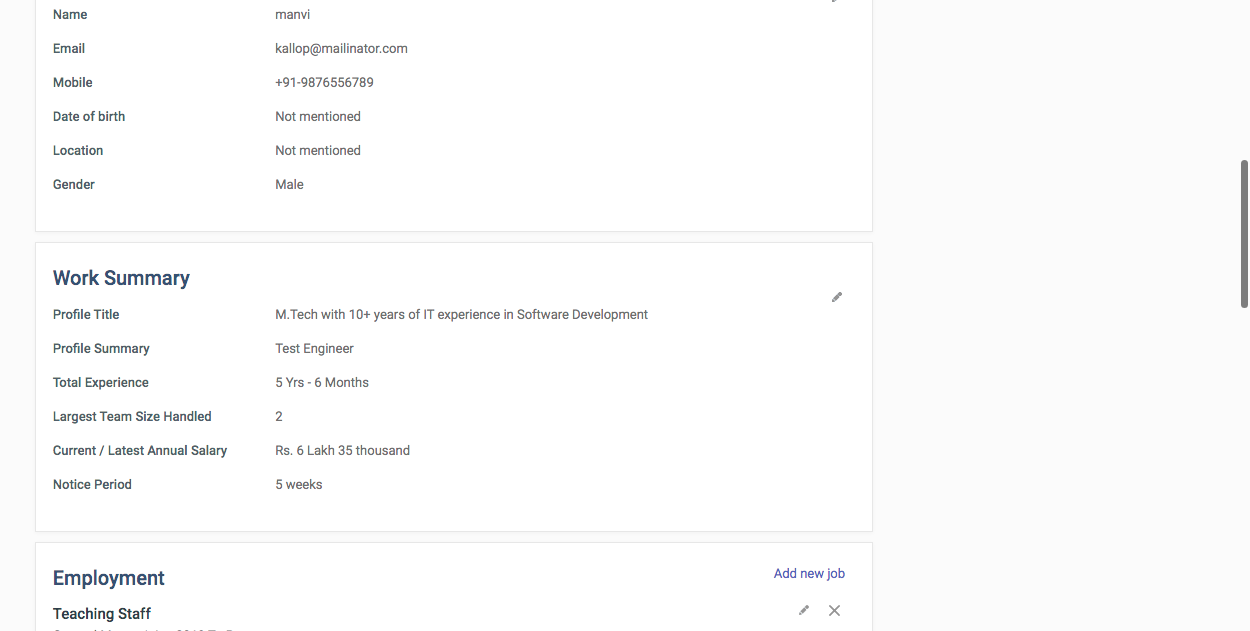 Name manvi
Email kallop@mailinator.com
Mobile +91-9876556789
Date of birth Not mentioned
Location Not mentioned
Gender Male
Work Summary
Profile Title M.Tech with 10+ years of IT experience in Software Development
Profile Summary Test Engineer
Total Experience 5 Yrs - 6 Months
Largest Team Size Handled 2
Current / Latest Annual Salary Rs. 6 Lakh 35 thousand
Notice Period 5 weeks
Employment Add new job
Teaching Staff